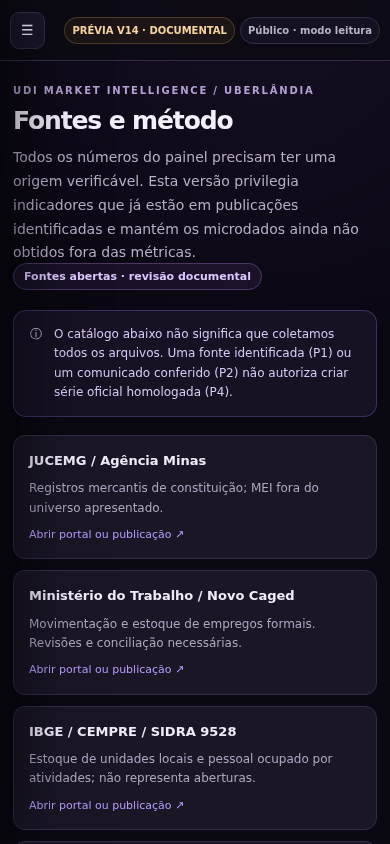 ☰
PRÉVIA V14 · DOCUMENTAL
Público · modo leitura
UDI MARKET INTELLIGENCE / UBERLÂNDIA
Fontes e método
Todos os números do painel precisam ter uma
origem verificável. Esta versão privilegia
indicadores que já estão em publicações
identificadas e mantém os microdados ainda não
obtidos fora das métricas.
Fontes abertas · revisão documental
ⓘ O catálogo abaixo não significa que coletamos
todos os arquivos. Uma fonte identificada (P1) ou
um comunicado conferido (P2) não autoriza criar
série oficial homologada (P4).
JUCEMG / Agência Minas
Registros mercantis de constituição; MEI fora do
universo apresentado.
Abrir portal ou publicação ↗
Ministério do Trabalho / Novo Caged
Movimentação e estoque de empregos formais.
Revisões e conciliação necessárias.
Abrir portal ou publicação ↗
IBGE / CEMPRE / SIDRA 9528
Estoque de unidades locais e pessoal ocupado por
atividades; não representa aberturas.
Abrir portal ou publicação ↗